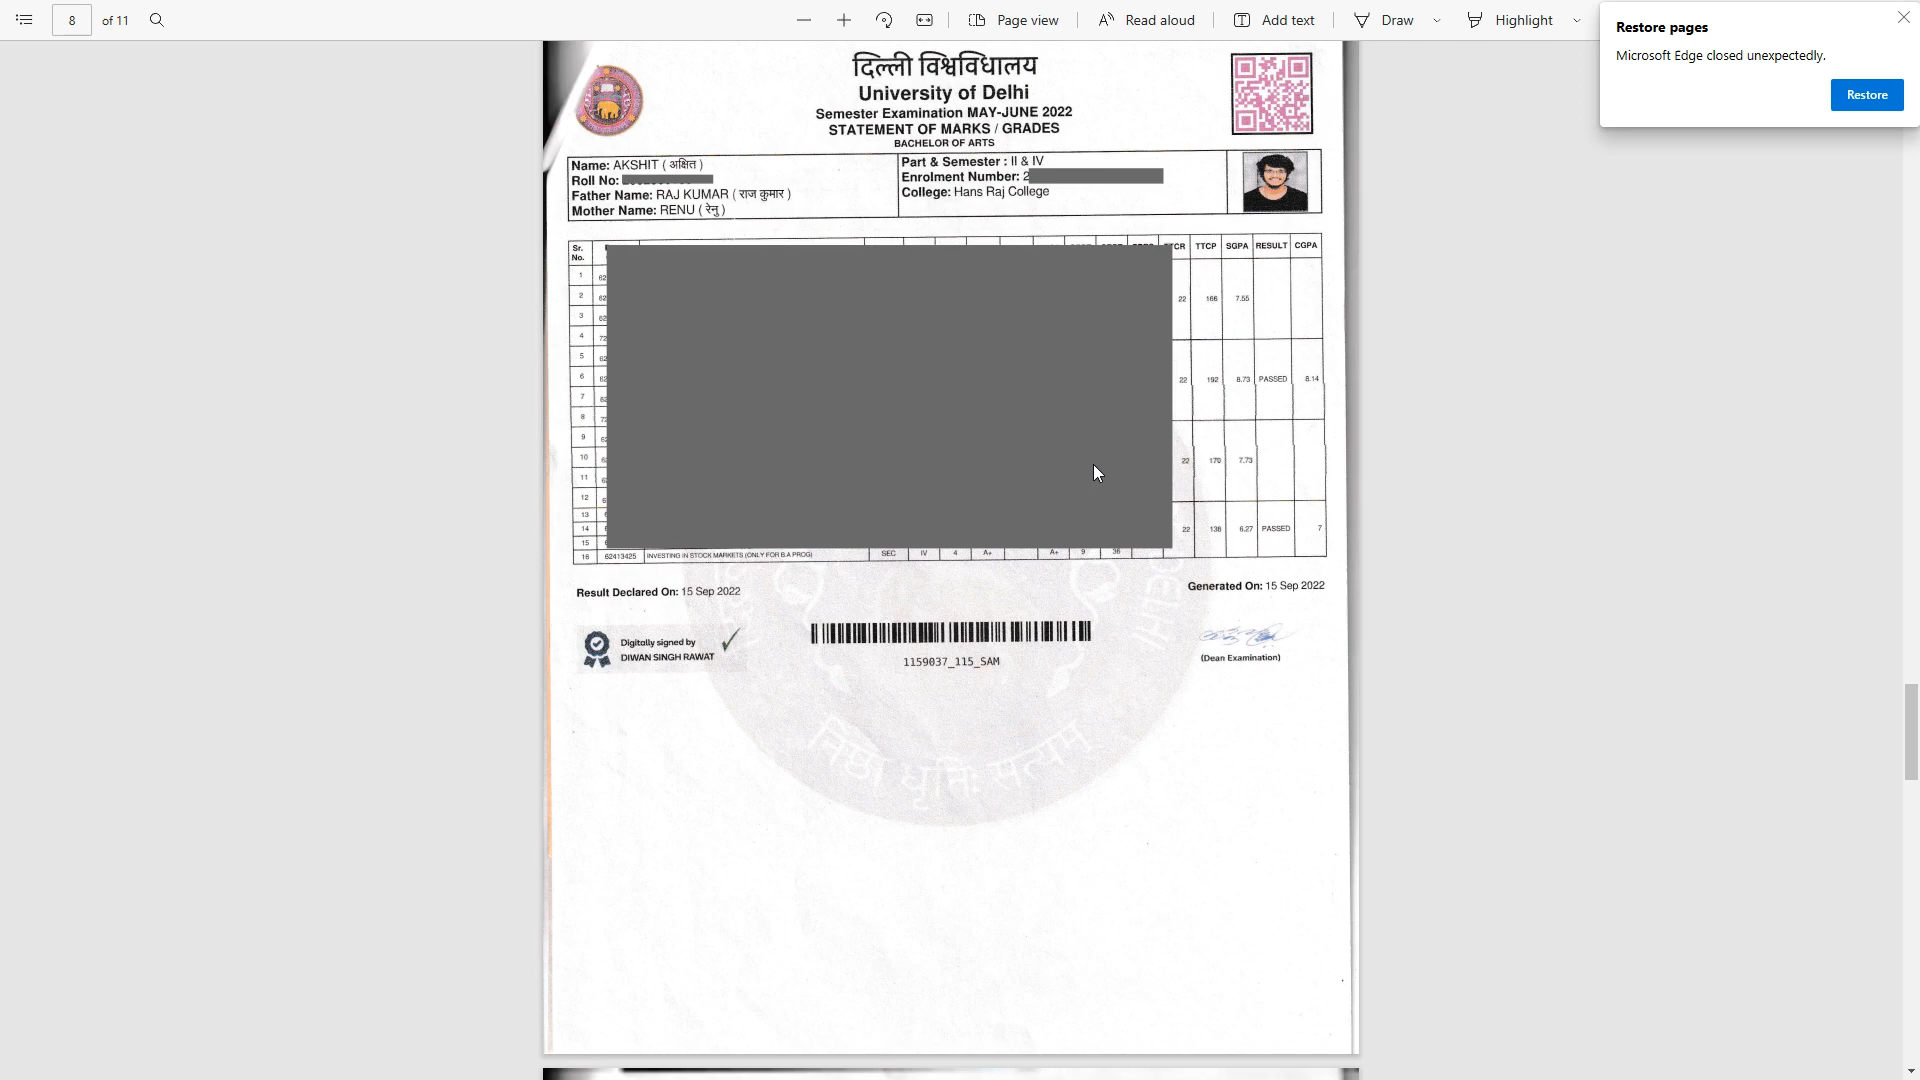 8 of 11
Page view
Read aloud
Add text
Draw
Highlight
Restore pages
Microsoft Edge closed unexpectedly.
Restore
दिल्ली विश्वविधालय
University of Delhi
Semester Examination MAY-JUNE 2022
STATEMENT OF MARKS / GRADES
BACHELOR OF ARTS
Name: AKSHIT ( अक्षित )
Roll No:
Father Name: RAJ KUMAR ( राज कुमार )
Mother Name: RENU ( रेनु )
Part & Semester : II & IV
Enrolment Number: 2
College: Hans Raj College
Sr. No. TTCP SGPA RESULT CGPA
1
2 22 166 7.55
3
4
5
6 22 192 8.73 PASSED 8.14
7
8
9
10 22 170 7.73
11
12
13
14 22 138 6.27 PASSED 7
15
16 62413425 INVESTING IN STOCK MARKETS (ONLY FOR B.A PROG) SEC IV 4 A+ A+ 9 36
Result Declared On: 15 Sep 2022
Generated On: 15 Sep 2022
Digitally signed by
DIWAN SINGH RAWAT
1159037_115_SAM
(Dean Examination)
निष्ठा धृतिः सत्यम्